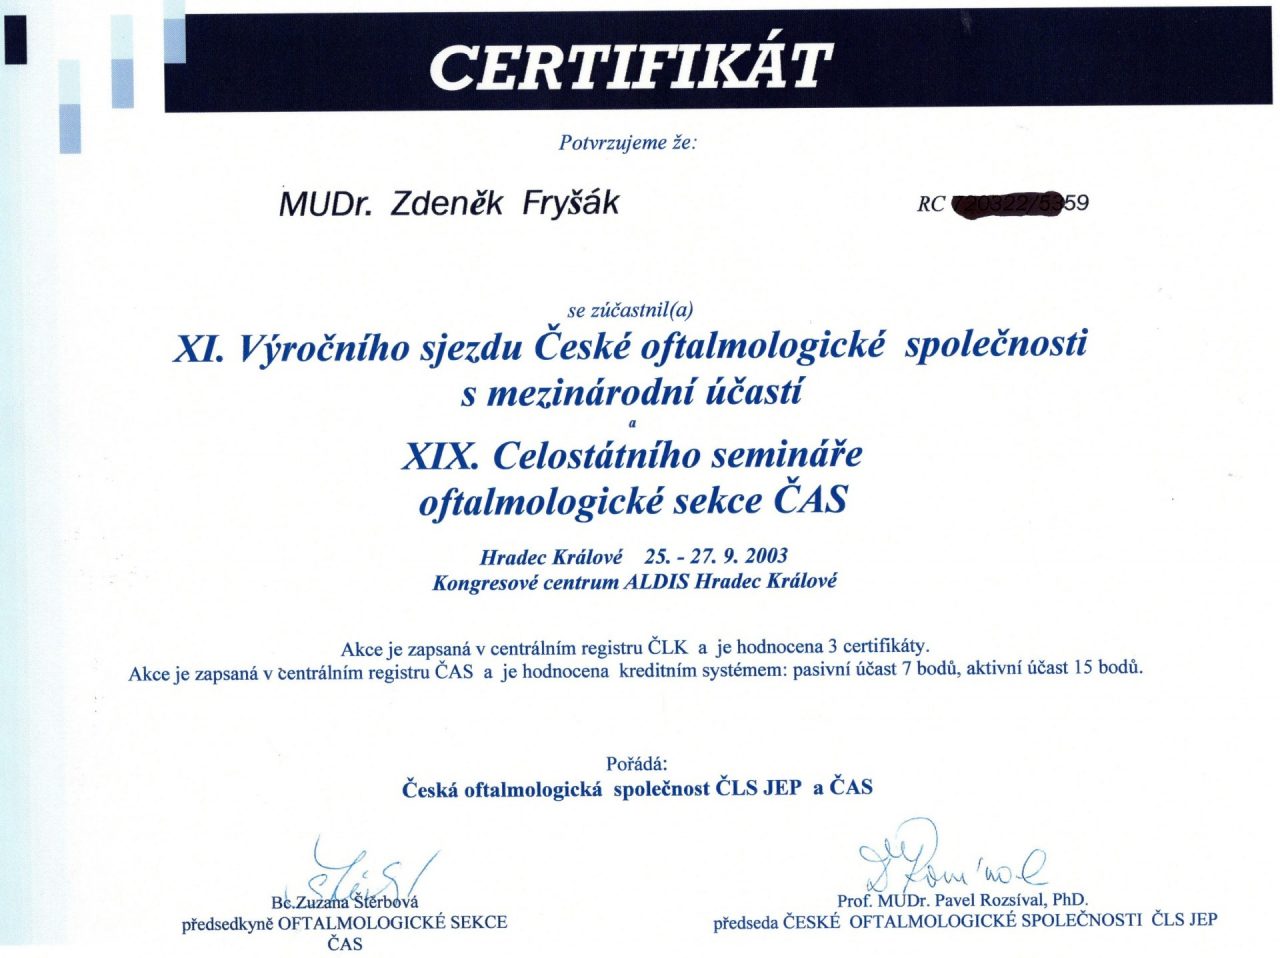 CERTIFIKÁT
Potvrzujeme že:
MUDr. Zdeněk Fryšák RC 59
se zúčastnil(a)
XI. Výročního sjezdu České oftalmologické společnosti
s mezinárodní účastí
a
XIX. Celostátního semináře
oftalmologické sekce ČAS
Hradec Králové 25. - 27. 9. 2003
Kongresové centrum ALDIS Hradec Králové
Akce je zapsaná v centrálním registru ČLK a je hodnocena 3 certifikáty.
Akce je zapsaná v centrálním registru ČAS a je hodnocena kreditním systémem: pasivní účast 7 bodů, aktivní účast 15 bodů.
Pořádá:
Česká oftalmologická společnost ČLS JEP a ČAS
Bc.Zuzana Štěrbová
předsedkyně OFTALMOLOGICKÉ SEKCE
ČAS
Prof. MUDr. Pavel Rozsíval, PhD.
předseda ČESKÉ OFTALMOLOGICKÉ SPOLEČNOSTI ČLS JEP